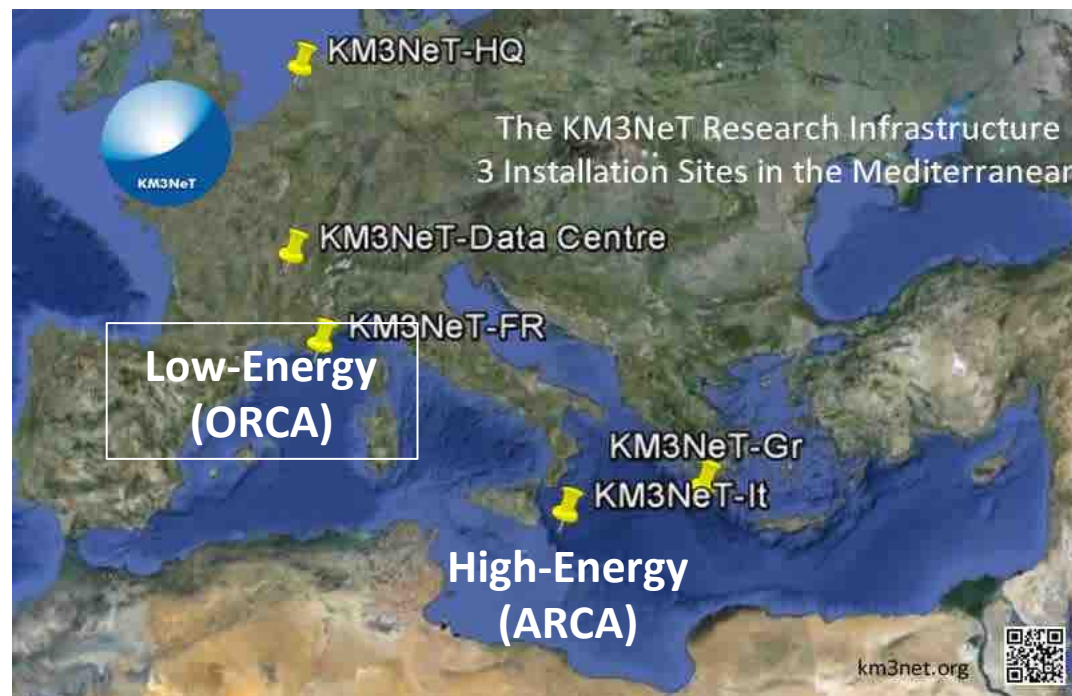 KM3NeT-HQ
The KM3NeT Research Infrastructure
3 Installation Sites in the Mediterranean
KM3NeT
KM3NeT-Data Centre
KM3NeT-FR
Low-Energy
(ORCA)
KM3NeT-Gr
KM3NeT-It
High-Energy
(ARCA)
km3net.org